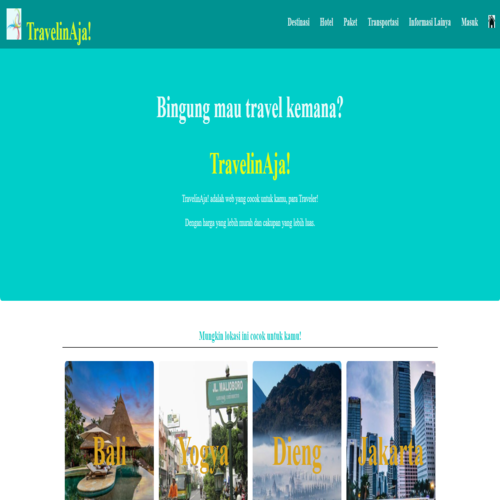 TravelinAja!
Destinasi Hotel Paket Transportasi Informasi Lainya Masuk
Bingung mau travel kemana?
TravelinAja!
TravelinAja! adalah web yang cocok untuk kamu, para Traveler!
Dengan harga yang lebih murah dan cakupan yang lebih luas.
Mungkin lokasi ini cocok untuk kamu!
JL. MALIOBORO
Bali Yogya Dieng Jakarta